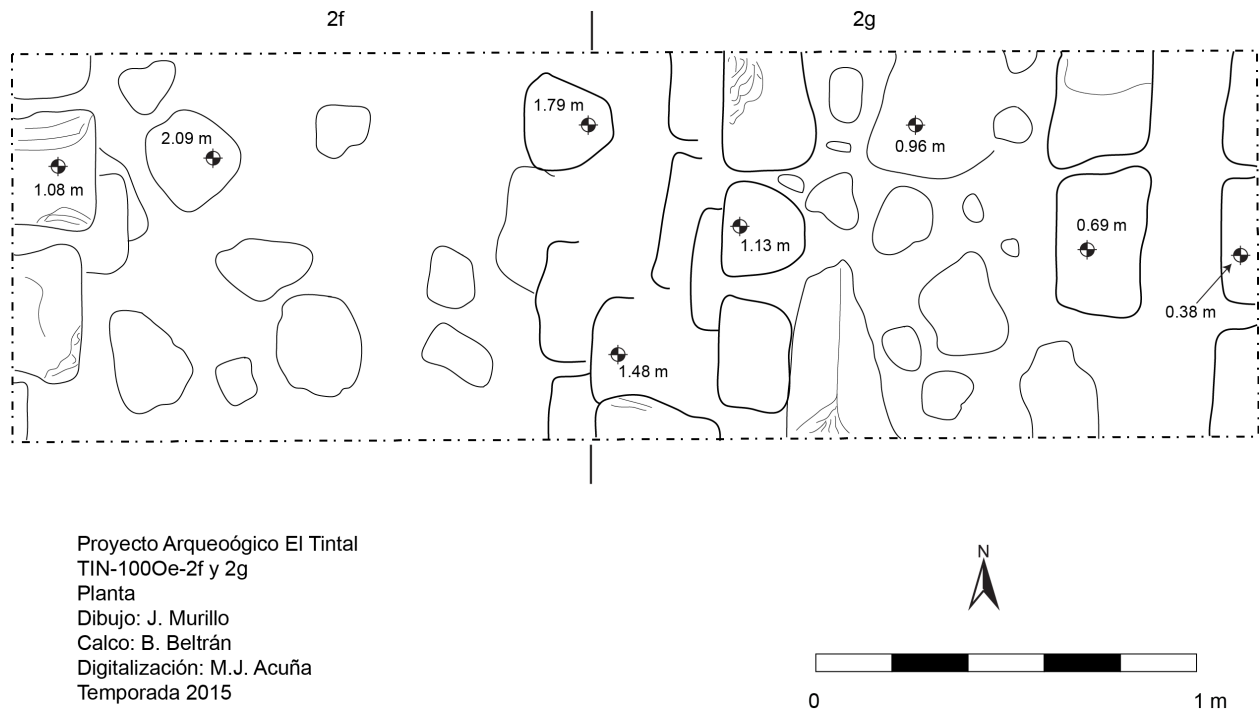 2f 2g
1.79 m
2.09 m
0.96 m
1.08 m
0.69 m
1.13 m
0.38 m
1.48 m
Proyecto Arqueoógico El Tintal
TIN-100Oe-2f y 2g
Planta
Dibujo: J. Murillo
Calco: B. Beltrán
Digitalización: M.J. Acuña
Temporada 2015
N
0 1 m